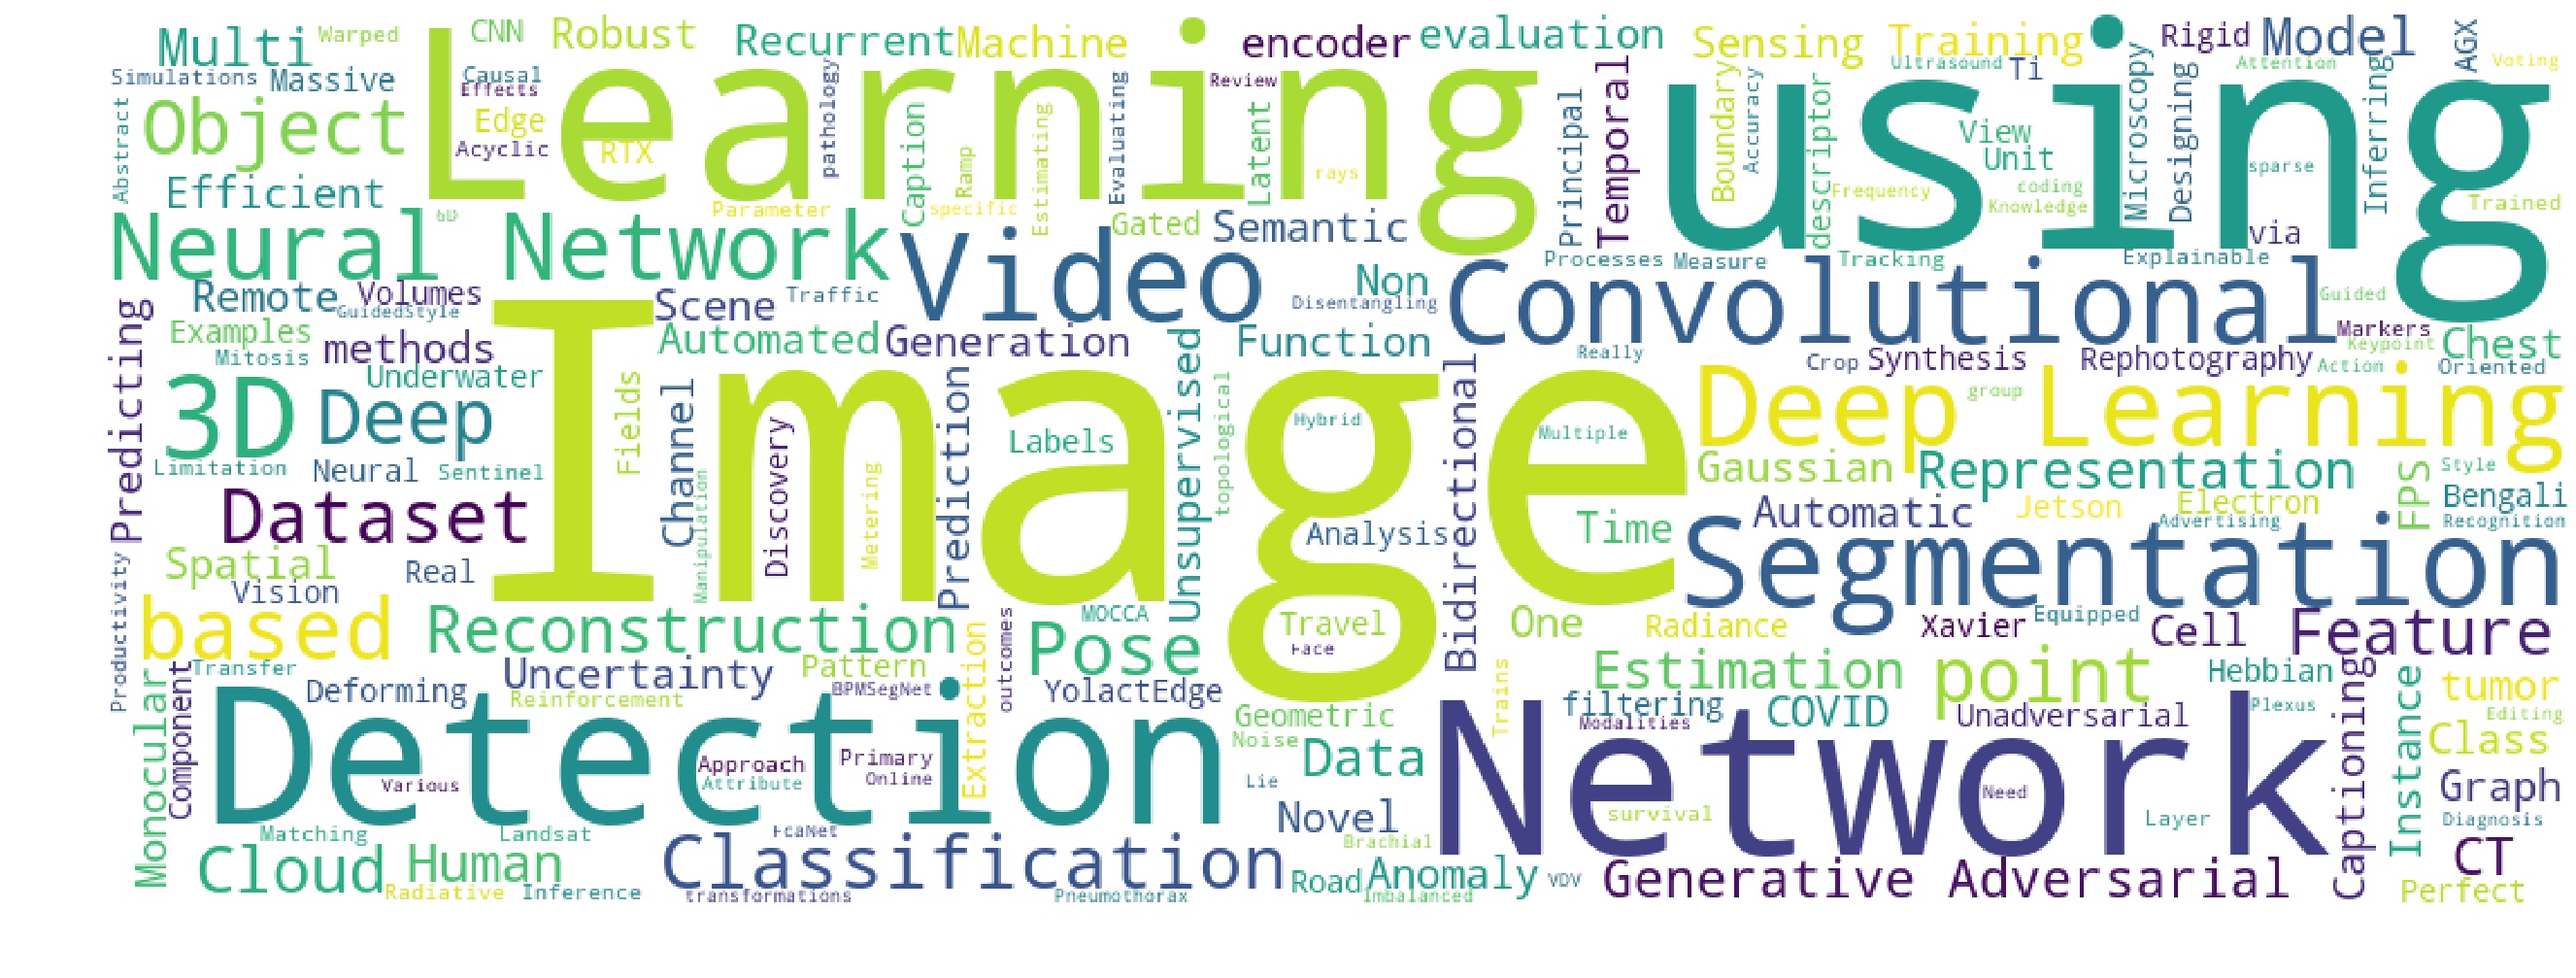 Multi
Warped
Learning
CNN
Robust
Recurrent
Machine
encoder
evaluation
Sensing
Training
using
Rigid
Model
AGX
Voting
Simulations
Massive
Causal
Effects
Review
Ultrasound
Ti
Attention
Abstract
Object
Edge
Acyclic
RTX
pathology
Caption
Ramp
Estimating
Evaluating
Latent
rays
Principal
Temporal
Boundary
Accuracy
descriptor
View
Unit
Microscopy
Designing
sparse
Inferring
Efficient
Parameter
specific
Frequency
coding
Knowledge
Trained
Neural Network
6D
Video
Gated
Semantic
via
Processes
Measure
Tracking
Explainable
Remote
Volumes
GuidedStyle
Image
Scene
Traffic
Disentangling
Non
Convolutional
Guided
Predicting
Examples
Mitosis
methods
Automated
Generation
Function
Really
Crop
Synthesis
Rephotography
Markers
Keypoint
Chest
Action
Oriented
Underwater
3D
Deep
Fields
Channel
Discovery
Metering
Prediction
Labels
Unsupervised
topological
Hybrid
Bidirectional
Multiple
Deep Learning
group
Limitation
Neural
Sentinel
Manipulation
Gaussian
Representation
FPS
Style
Dataset
Analysis
Time
Automatic
Jetson
Electron
Advertising
Bengali
Recognition
Spatial
Real
Vision
Segmentation
Productivity
based
Reconstruction
Extraction
outcomes
MOCCA
Pose
Travel
Face
One
Radiance
Xavier
Equipped
Cell
Feature
Monocular
Component
Transfer
Deforming
Uncertainty
Reinforcement
Pattern
BPMSegNet
YolactEdge
Trains
Estimation
point
Hebbian
Captioning
Instance
tumor
Detection
Geometric
Noise
filtering
Modalities
COVID
Unadversarial
Plexus
Editing
Various
Approach
Attribute
Primary
Online
Lie
Data
Network
Need
Class
Graph
Matching
Landsat
FcaNet
Novel
Brachial
survival
Layer
Diagnosis
Cloud
Human
Classification
Road
Anomaly
VDV
Generative Adversarial
CT
Radiative
Inference
transformations
Pneumothorax
Imbalanced
Perfect